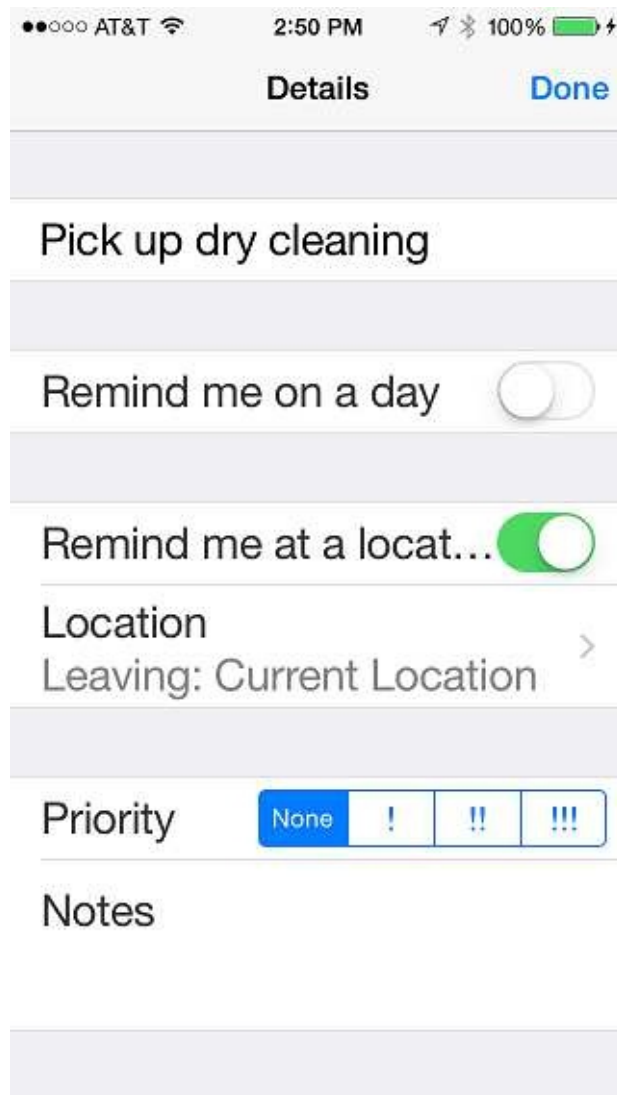 AT&T 2:50 PM 100%
Details Done
Pick up dry cleaning
Remind me on a day
Remind me at a locat...
Location
Leaving: Current Location
Priority None ! !! !!!
Notes